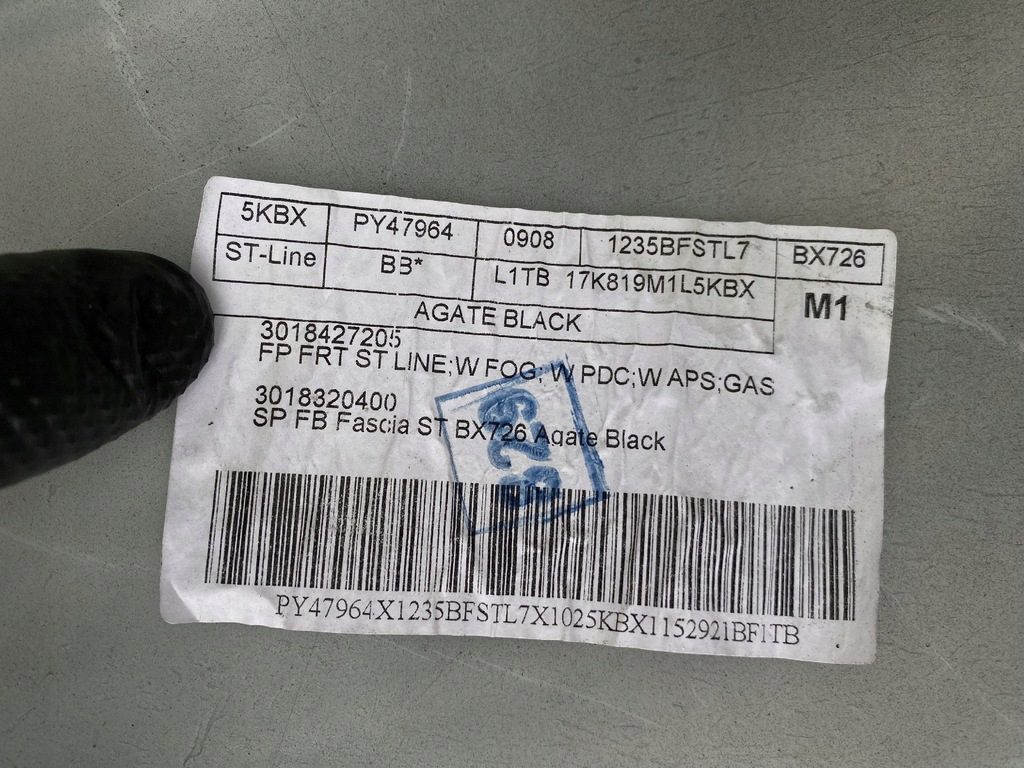 5KBX PY47964 0908 1235BFSTL7 BX726
ST-Line BB* L1TB 17K819M1L5KBX M1
AGATE BLACK
3018427205
FP FRT ST LINE;W FOG; W PDC;W APS;GAS
3018320400
SP FB Fascia ST BX726 Agate Black
PY47964X1235BFSTL7X1025KBX1152921BF1TB